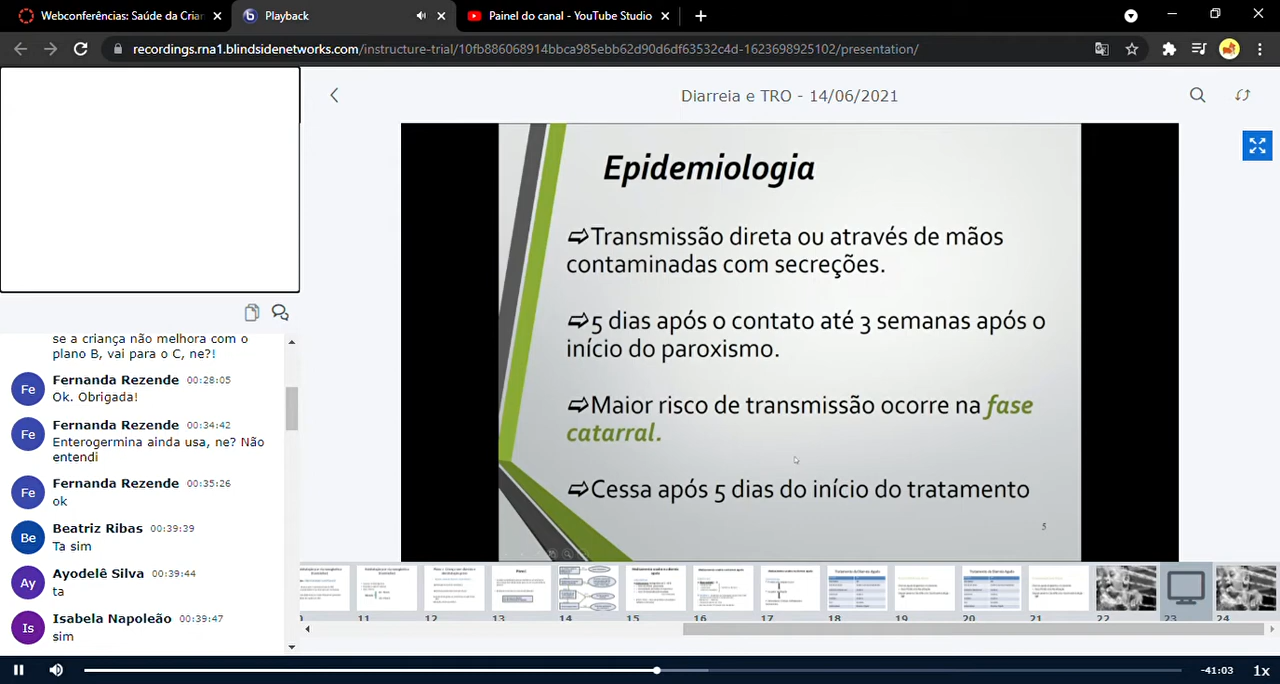 Webconferências: Saúde da Crian
Playback
Painel do canal - YouTube Studio
recordings.rna1.blindsidenetworks.com/instructure-trial/10fb886068914bbca985ebb62d90d6df63532c4d-1623698925102/presentation/
Diarreia e TRO - 14/06/2021
se a criança não melhora com o
plano B, vai para o C, ne?!
Fe
Fernanda Rezende 00:28:05
Ok. Obrigada!
Fe
Fernanda Rezende 00:34:42
Enterogermina ainda usa, ne? Não
entendi
Fe
Fernanda Rezende 00:35:26
ok
Be
Beatriz Ribas 00:39:39
Ta sim
Ay
Ayodelê Silva 00:39:44
ta
Is
Isabela Napoleão 00:39:47
sim
Epidemiologia
⇨Transmissão direta ou através de mãos
contaminadas com secreções.
⇨5 dias após o contato até 3 semanas após o
início do paroxismo.
⇨Maior risco de transmissão ocorre na fase
catarral.
⇨Cessa após 5 dias do início do tratamento
5
11 12 13 14 15 16 17 18 19 20 21 22 23 24
-41:03 1x